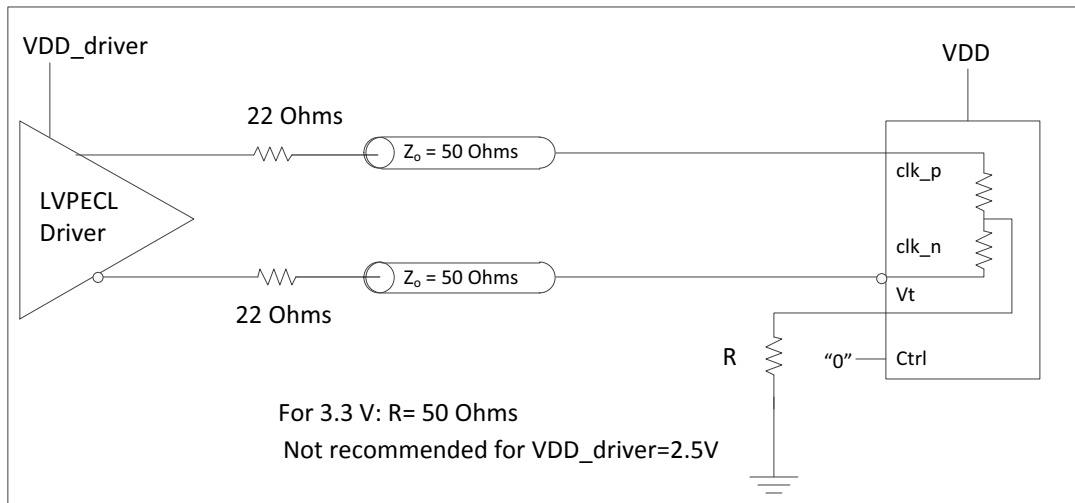 VDD_driver
VDD
22 Ohms
Zₒ = 50 Ohms
clk_p
LVPECL
Driver
clk_n
Zₒ = 50 Ohms
Vt
22 Ohms
R
“0”
Ctrl
For 3.3 V: R= 50 Ohms
Not recommended for VDD_driver=2.5V